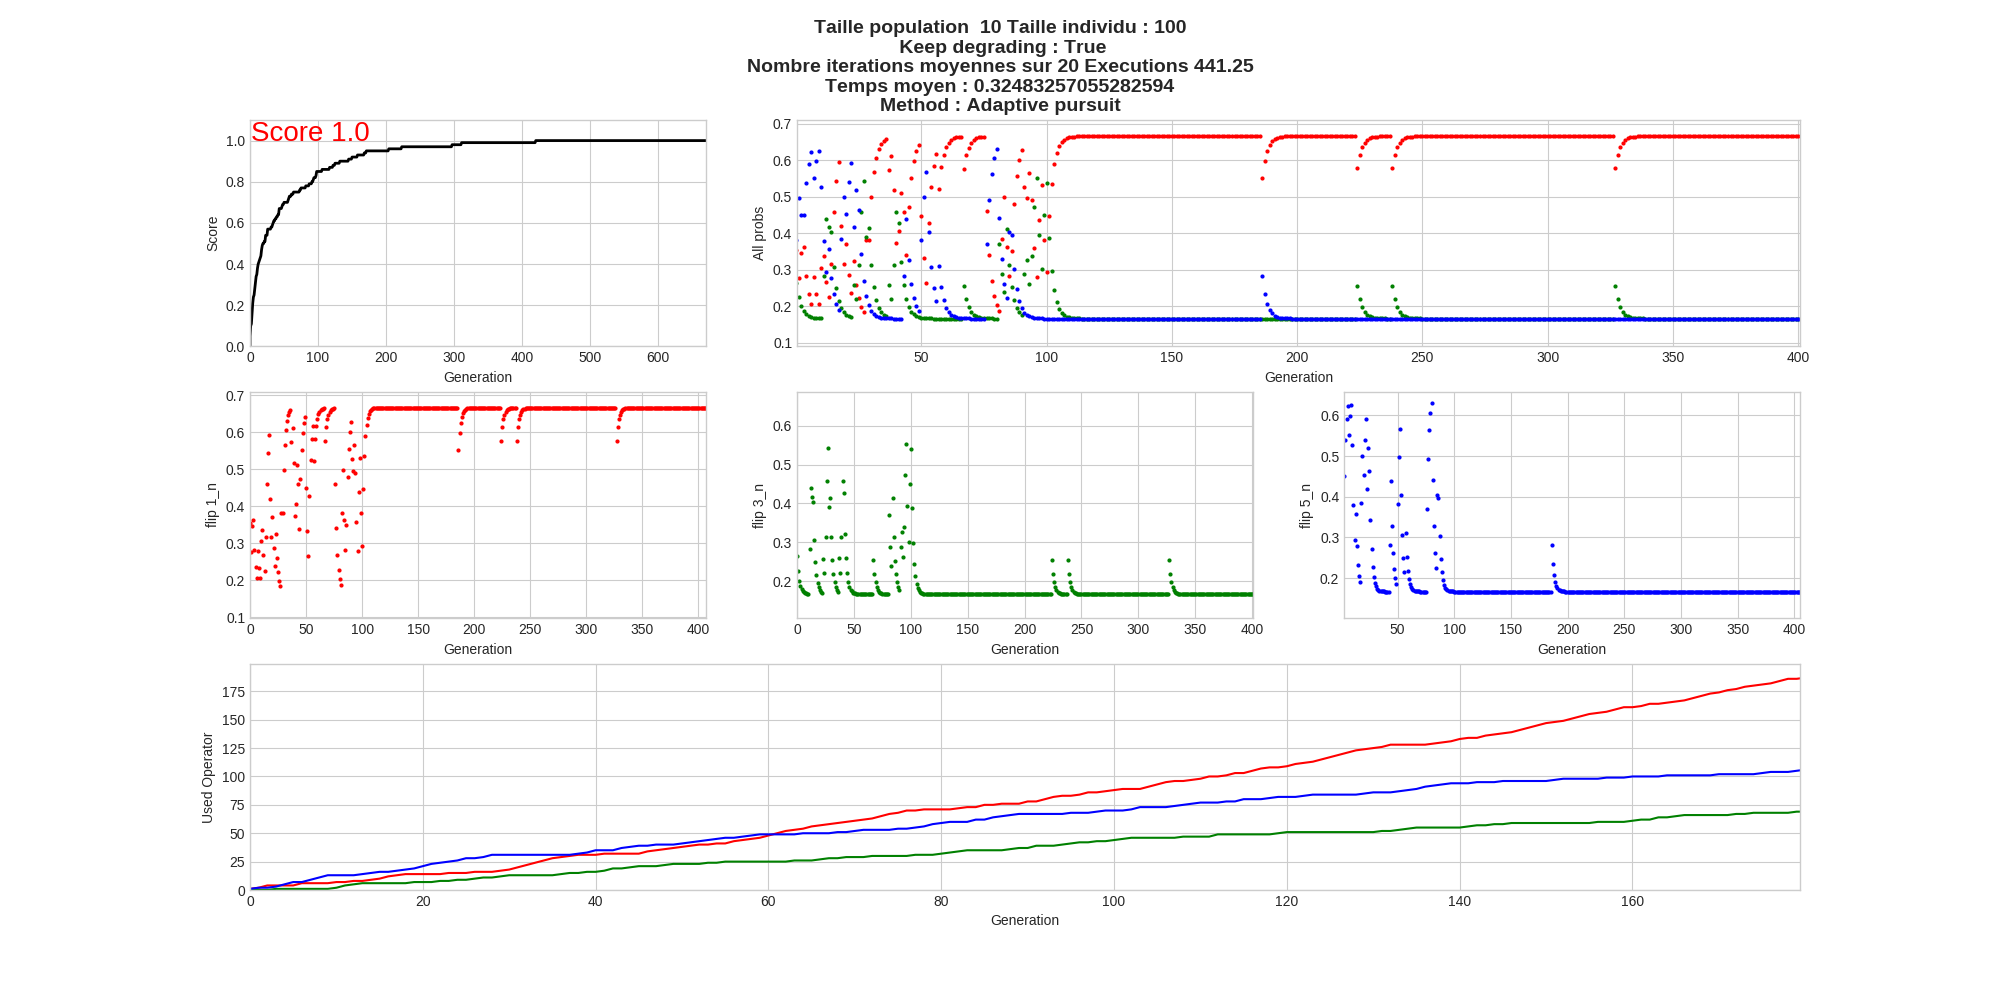 Taille population  10 Taille individu : 100
Keep degrading : True
Nombre iterations moyennes sur 20 Executions 441.25
Temps moyen : 0.32483257055282594
Method : Adaptive pursuit
Score 1.0
Score
1.0
0.8
0.6
0.4
0.2
0.0
0 100 200 300 400 500 600
Generation
All probs
0.7
0.6
0.5
0.4
0.3
0.2
0.1
50 100 150 200 250 300 350 400
Generation
flip 1_n
0.7
0.6
0.5
0.4
0.3
0.2
0.1
0 50 100 150 200 250 300 350 400
Generation
flip 3_n
0.6
0.5
0.4
0.3
0.2
0 50 100 150 200 250 300 350 400
Generation
flip 5_n
0.6
0.5
0.4
0.3
0.2
50 100 150 200 250 300 350 400
Generation
Used Operator
175
150
125
100
75
50
25
0
0 20 40 60 80 100 120 140 160
Generation